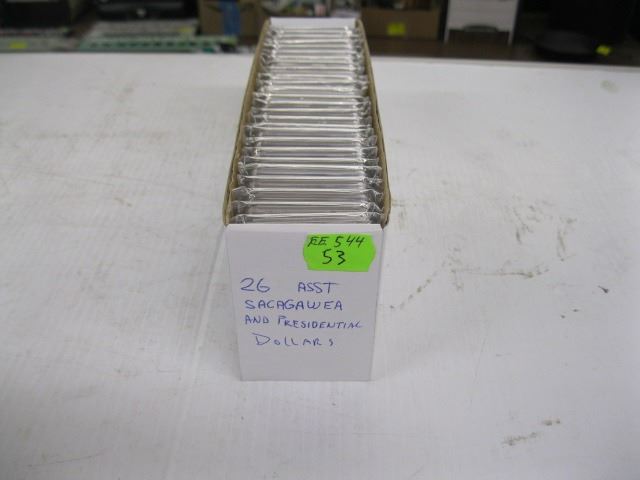 EE 544
53
26 ASST
SACAGAWEA
AND PRESIDENTIAL
DOLLARS